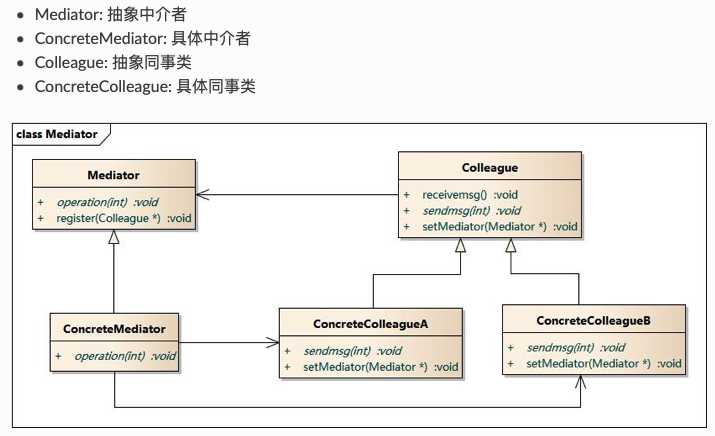 Mediator: 抽象中介者
ConcreteMediator: 具体中介者
Colleague: 抽象同事类
ConcreteColleague: 具体同事类
class Mediator
Mediator
+ operation(int) :void
+ register(Colleague *) :void
Colleague
+ receivemsg() :void
+ sendmsg(int) :void
+ setMediator(Mediator *) :void
ConcreteMediator
+ operation(int) :void
ConcreteColleagueA
+ sendmsg(int) :void
+ setMediator(Mediator *) :void
ConcreteColleagueB
+ sendmsg(int) :void
+ setMediator(Mediator *) :void